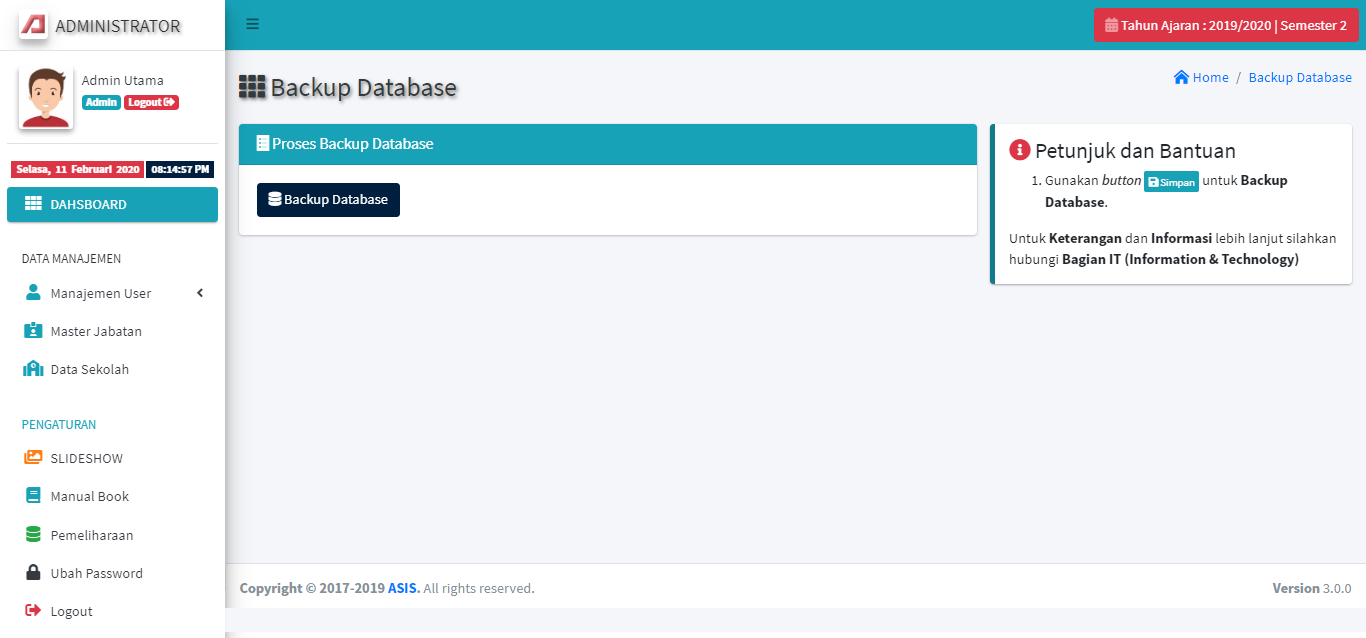 ADMINISTRATOR
Tahun Ajaran : 2019/2020 | Semester 2
Admin Utama
Admin Logout
Selasa, 11 Februari 2020 08:14:57 PM
DAHSBOARD
DATA MANAJEMEN
Manajemen User
Master Jabatan
Data Sekolah
PENGATURAN
SLIDESHOW
Manual Book
Pemeliharaan
Ubah Password
Logout
Backup Database
Home / Backup Database
Proses Backup Database
Backup Database
Petunjuk dan Bantuan
1. Gunakan button Simpan untuk Backup
Database.
Untuk Keterangan dan Informasi lebih lanjut silahkan
hubungi Bagian IT (Information & Technology)
Copyright © 2017-2019 ASIS. All rights reserved.
Version 3.0.0